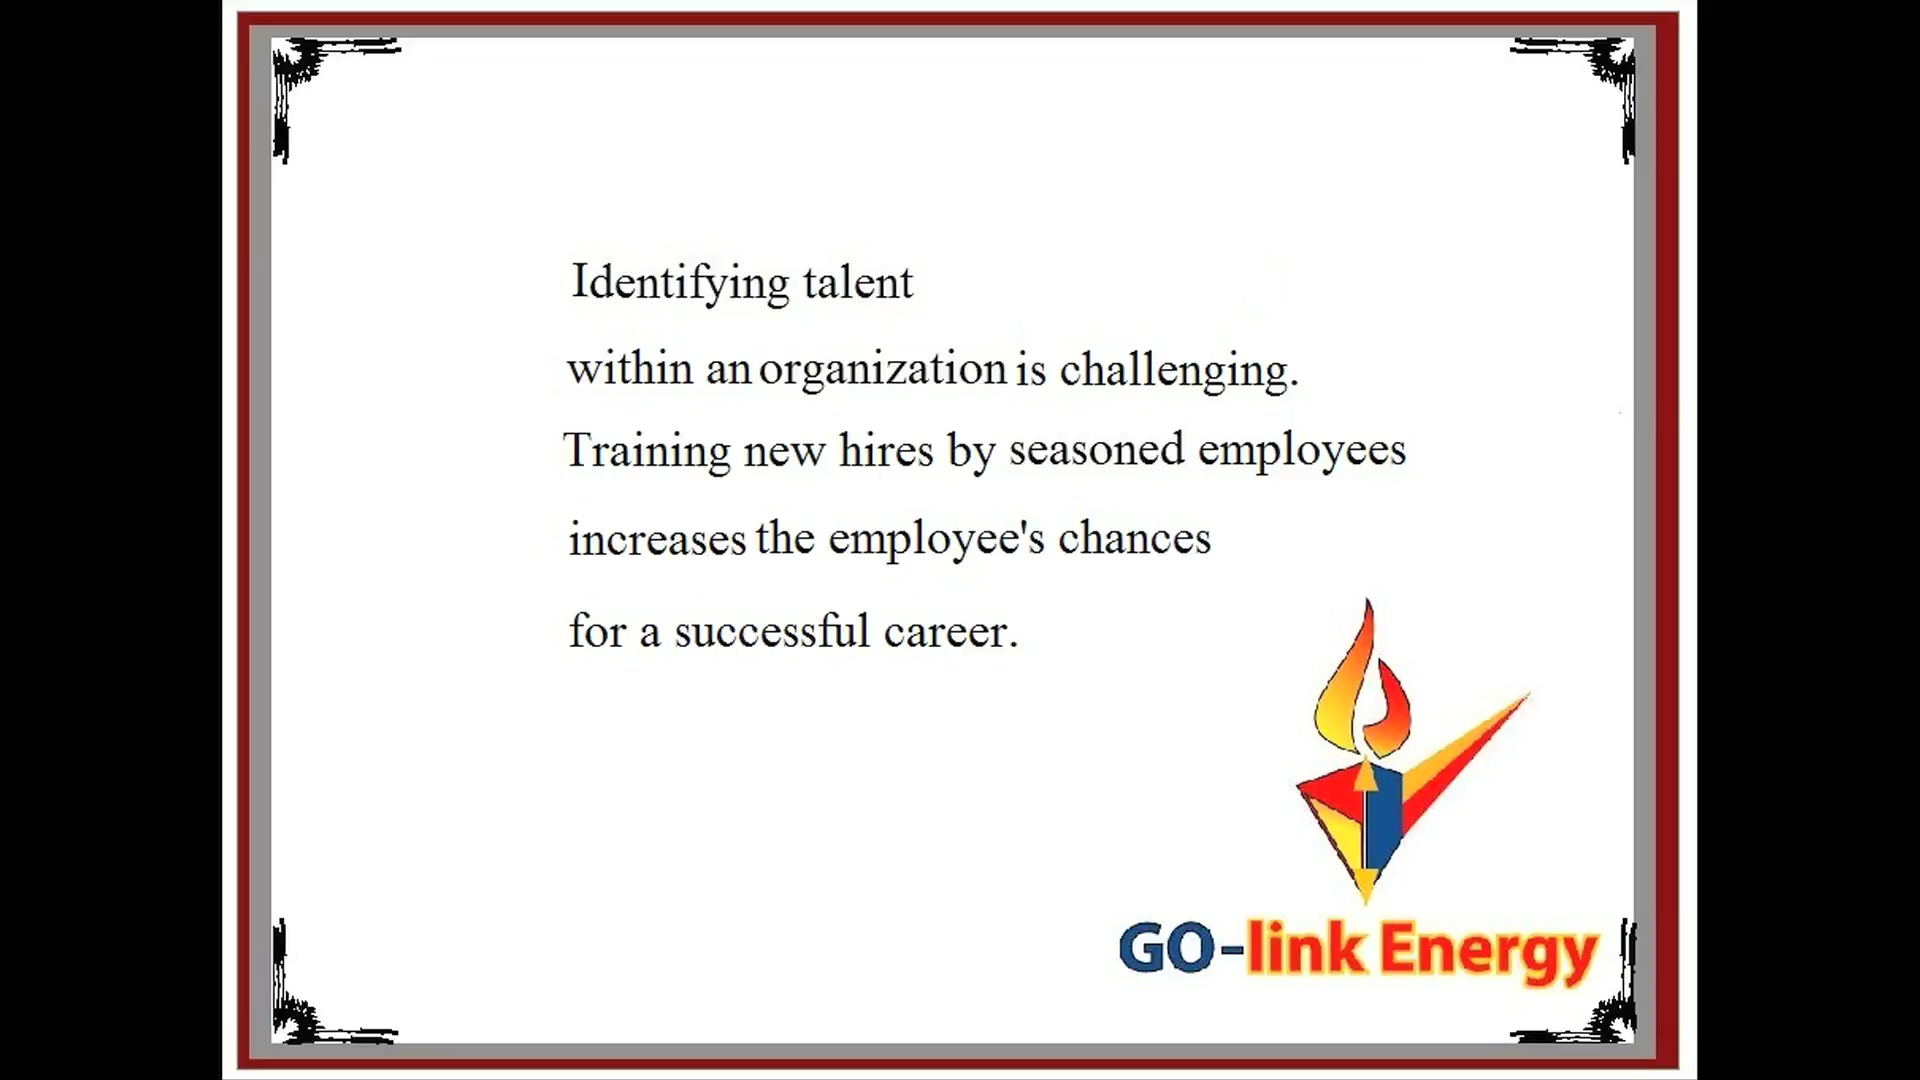 Identifying talent
within an organization is challenging.
Training new hires by seasoned employees
increases the employee's chances
for a successful career.
GO-link Energy